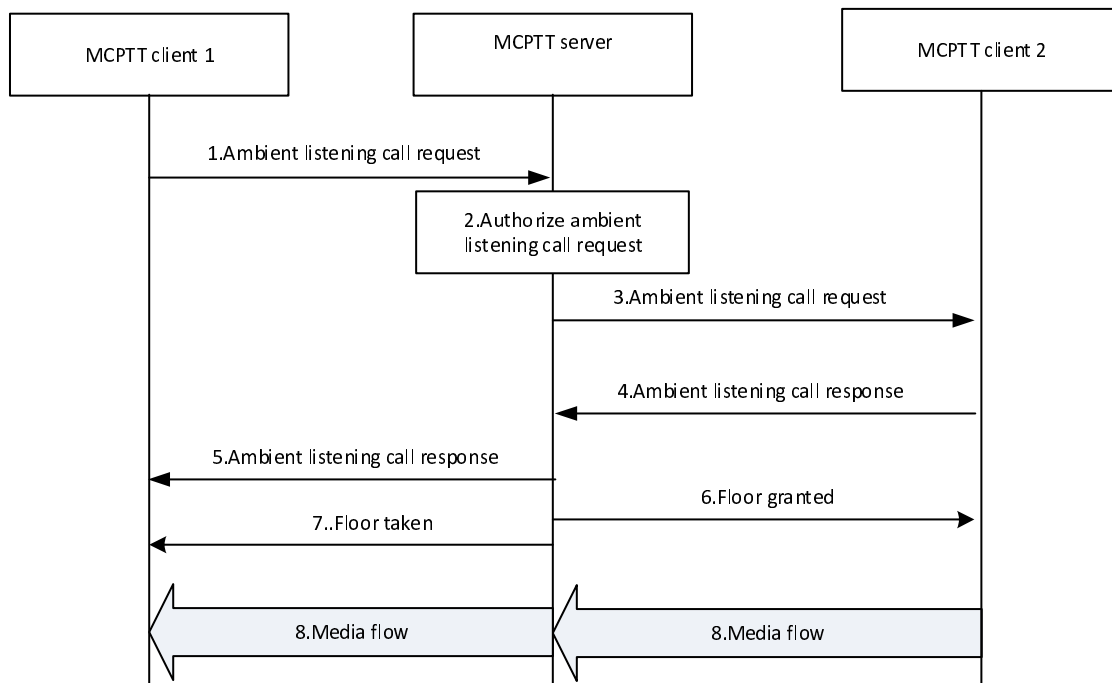 MCPTT client 1
MCPTT server
MCPTT client 2
1.Ambient listening call request
2.Authorize ambient
listening call request
3.Ambient listening call request
4.Ambient listening call response
5.Ambient listening call response
6.Floor granted
7..Floor taken
8.Media flow
8.Media flow